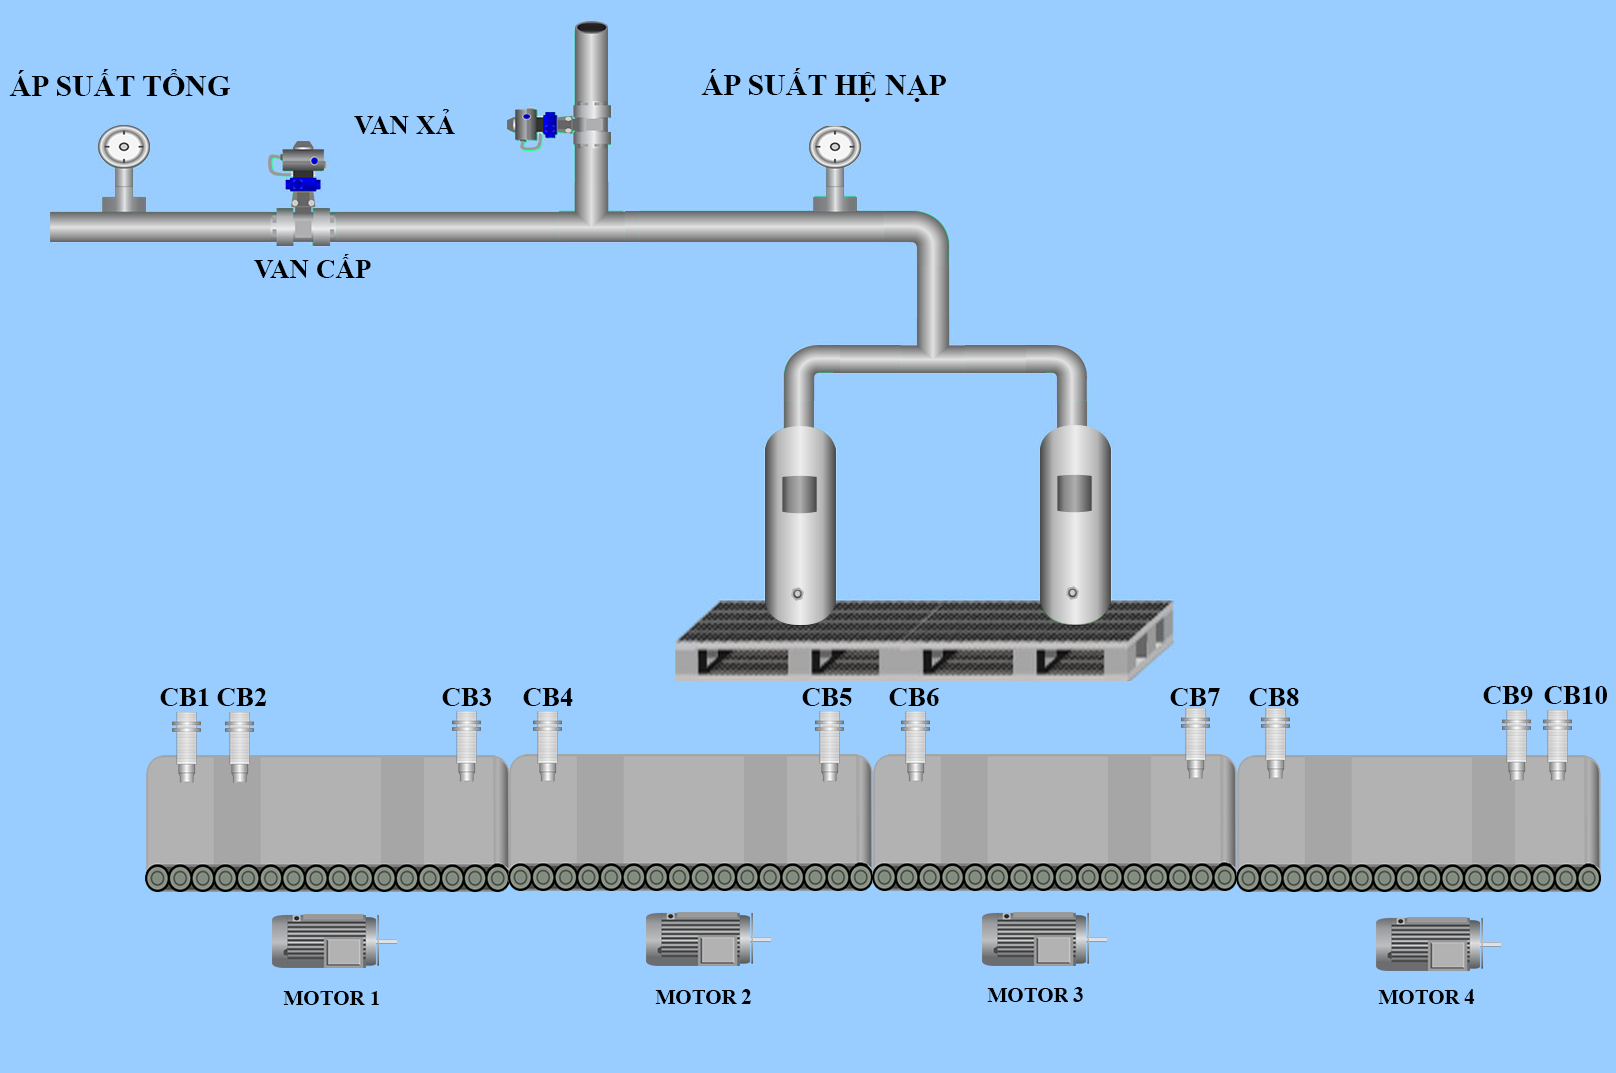 ÁP SUẤT TỔNG
VAN XẢ
ÁP SUẤT HỆ NẠP
VAN CẤP
CB1
CB2
CB3
CB4
CB5
CB6
CB7
CB8
CB9
CB10
MOTOR 1
MOTOR 2
MOTOR 3
MOTOR 4